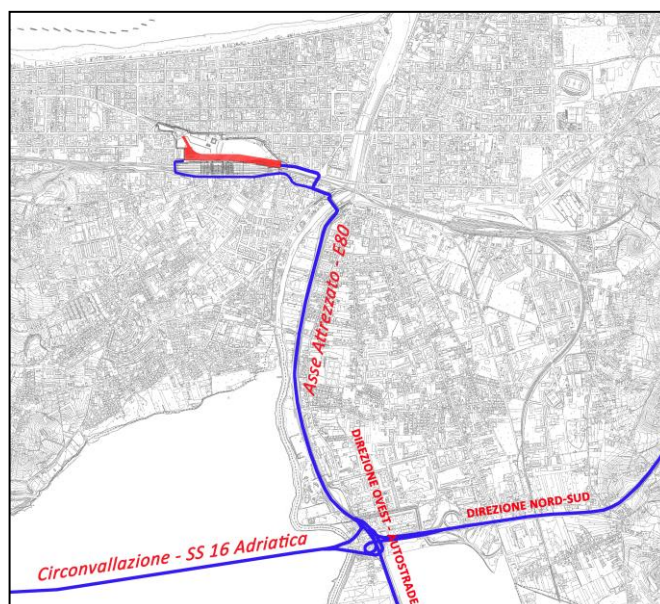 Asse Attrezzato - E80
DIREZIONE OVEST - AUTOSTRADE
DIREZIONE NORD-SUD
Circonvallazione - SS 16 Adriatica